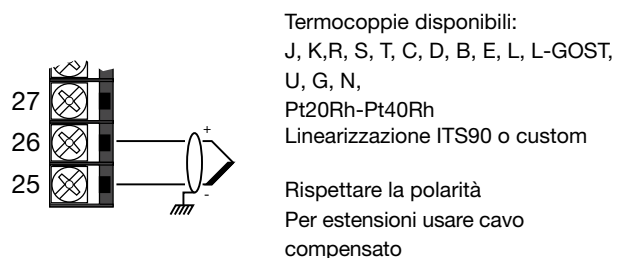 Termocoppie disponibili:
J, K,R, S, T, C, D, B, E, L, L-GOST,
U, G, N,
Pt20Rh-Pt40Rh
Linearizzazione ITS90 o custom
Rispettare la polarità
Per estensioni usare cavo
compensato
27
26
25
+
-